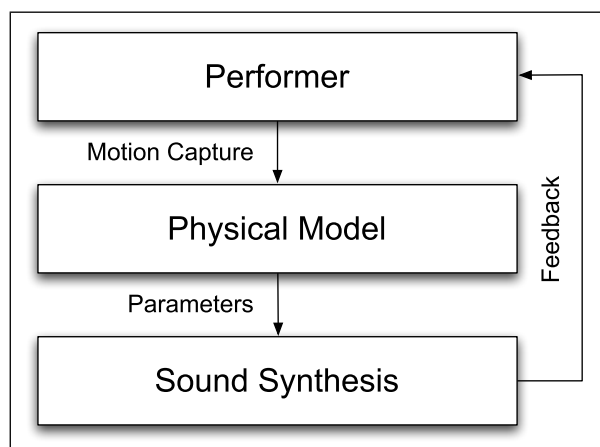 Performer
Motion Capture
Physical Model
Feedback
Parameters
Sound Synthesis